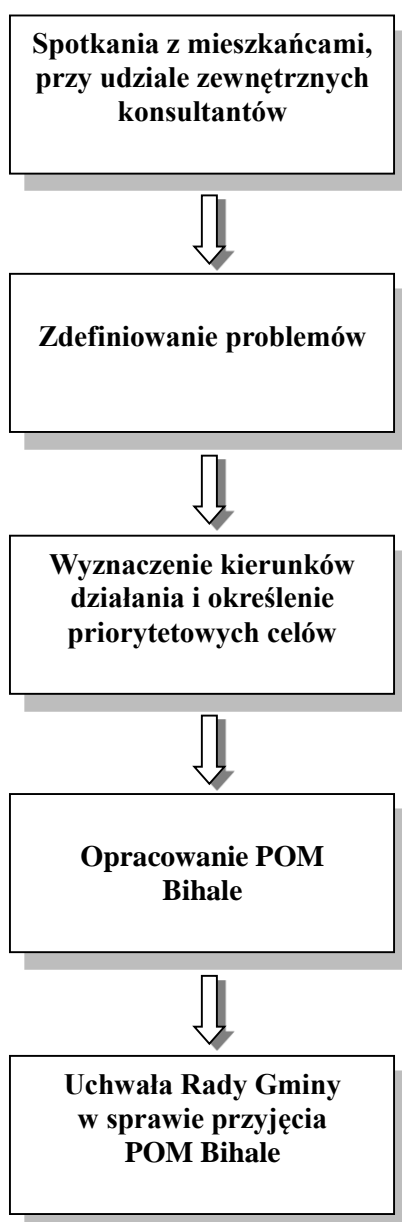 Spotkania z mieszkańcami,
przy udziale zewnętrznych
konsultantów
Zdefiniowanie problemów
Wyznaczenie kierunków
działania i określenie
priorytetowych celów
Opracowanie POM
Bihale
Uchwała Rady Gminy
w sprawie przyjęcia
POM Bihale